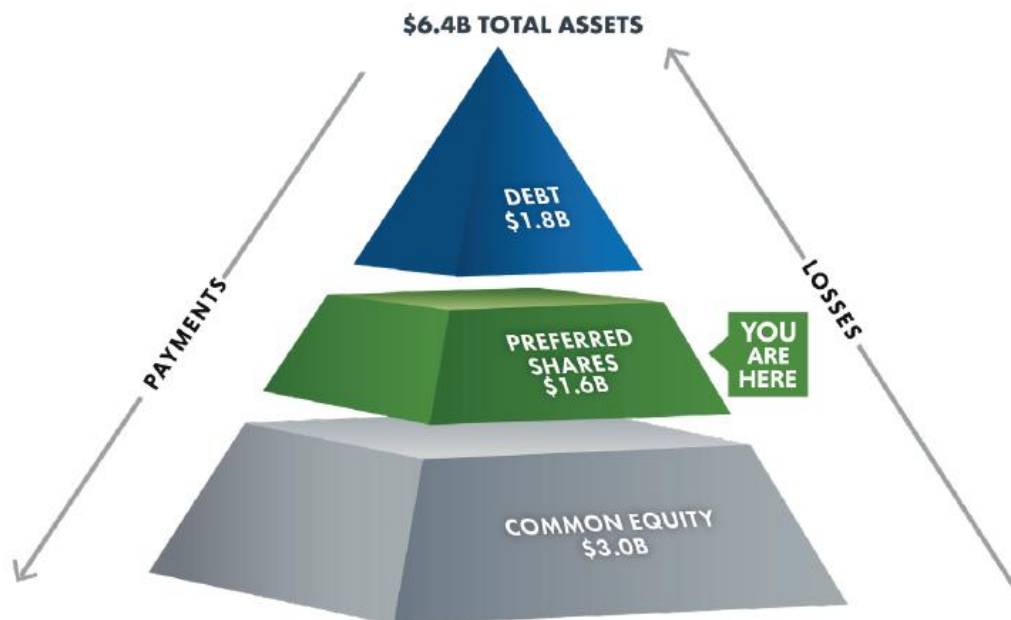 $6.4B TOTAL ASSETS
DEBT
$1.8B
PAYMENTS
LOSSES
PREFERRED
SHARES
$1.6B
YOU
ARE
HERE
COMMON EQUITY
$3.0B